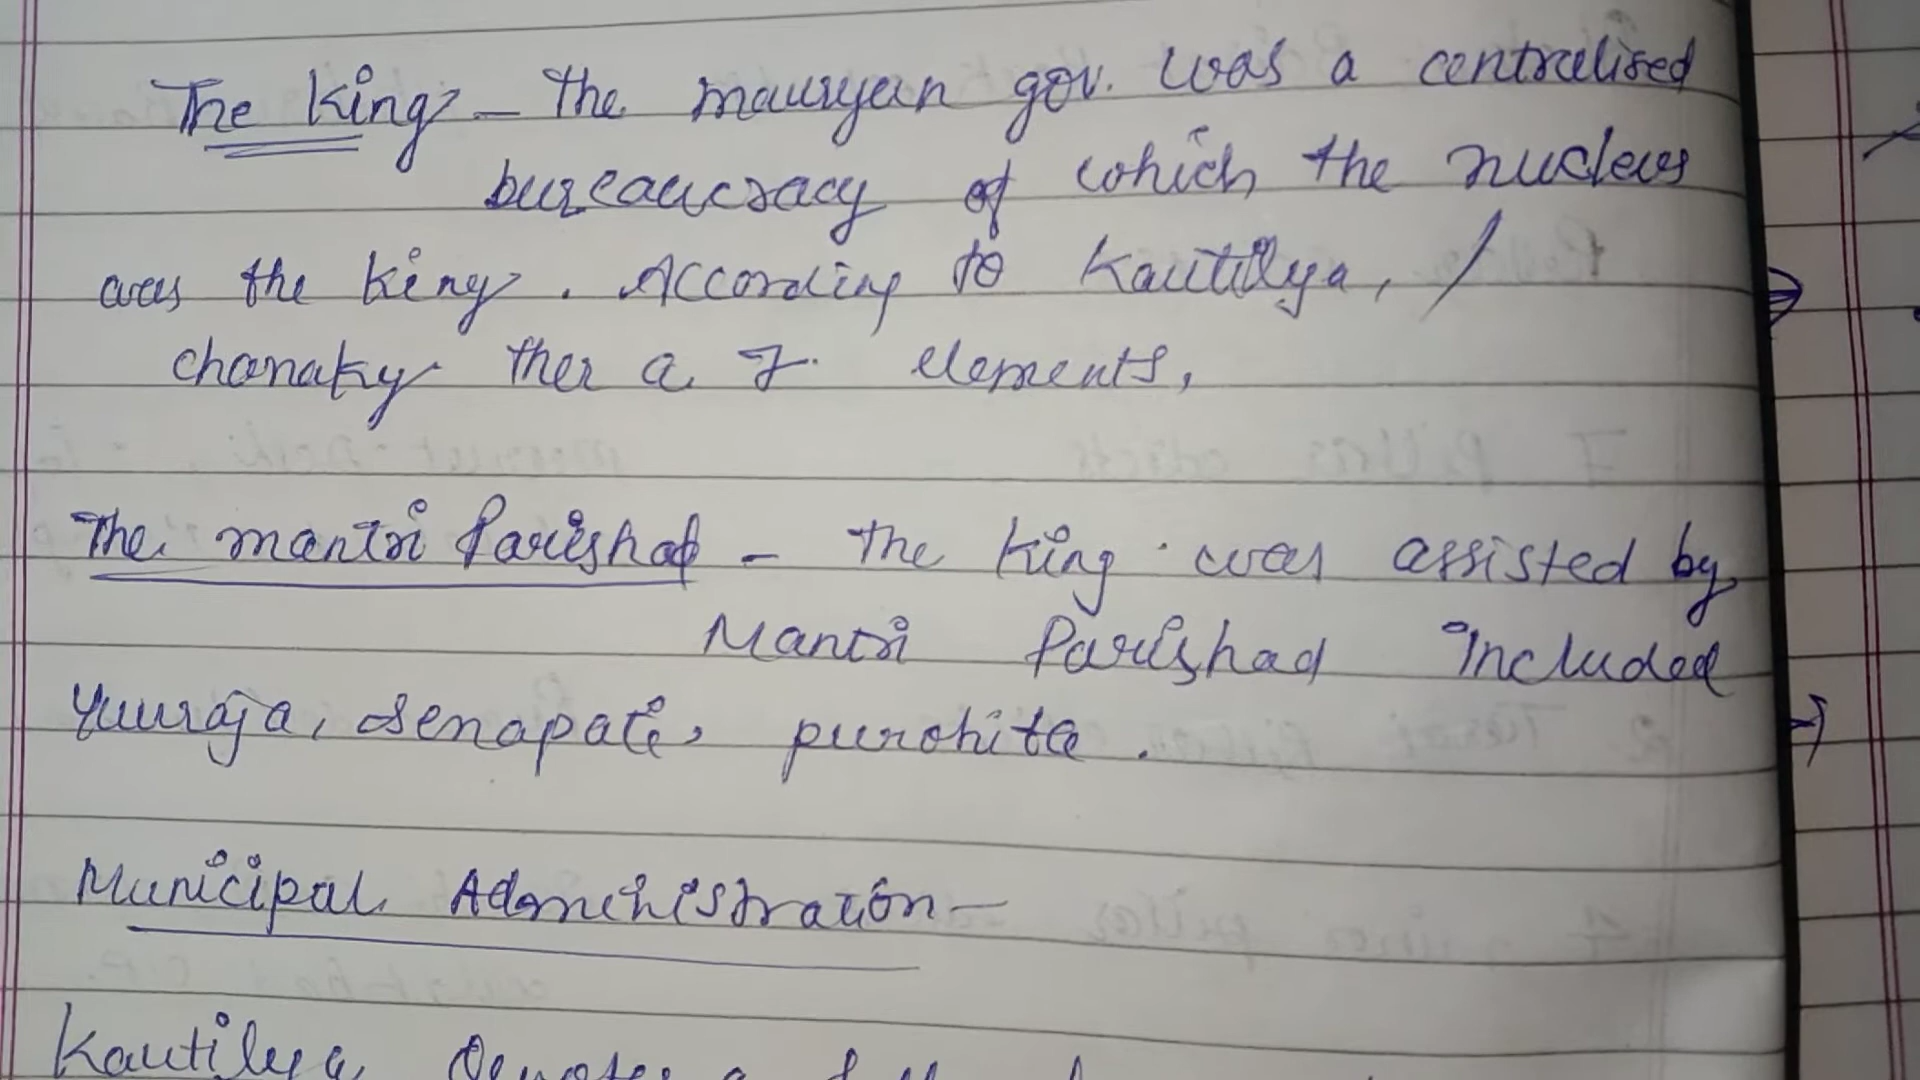 The King - The mauryan gov. was a centralised
bureaucracy of which the nucleus
was the king. According to Kautilya, /
chanaky ther a 7. elements,
The mantri Parishad - The King was assisted by
Mantri Parishad Included
Yuvraja, Senapati, purohita.
Municipal Administration -
Kautilya